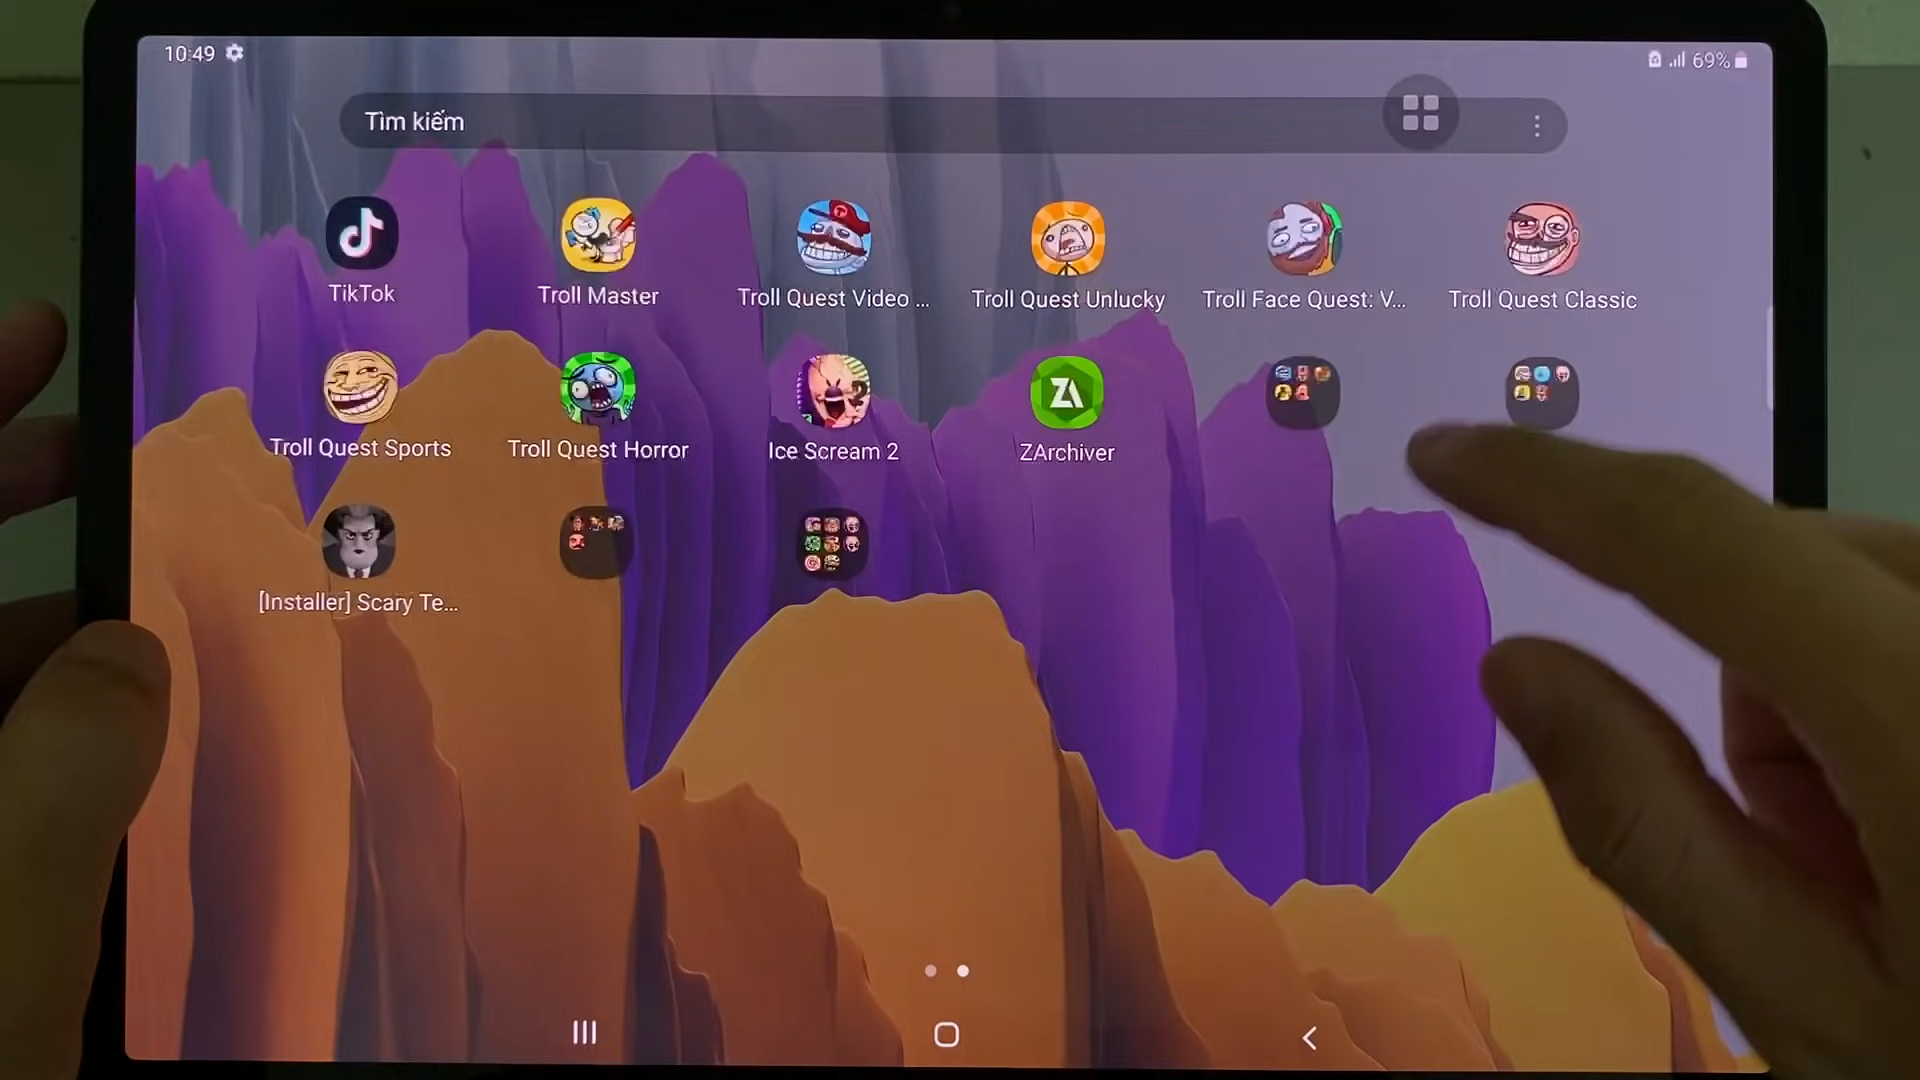 10:49
69%
Tìm kiếm
TikTok
Troll Master
Troll Quest Video ...
Troll Quest Unlucky
Troll Face Quest: V...
Troll Quest Classic
Troll Quest Sports
Troll Quest Horror
Ice Scream 2
ZA
ZArchiver
[Installer] Scary Te...